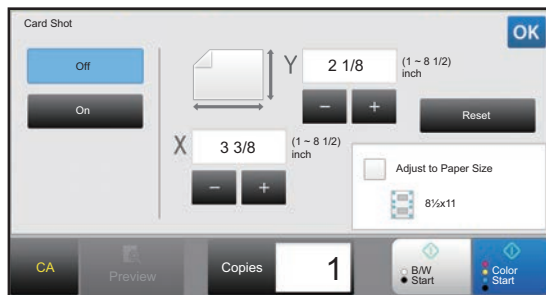 Card Shot
OK
Off
On
Y
2 1/8
(1 ~ 8 1/2)
inch
−
+
Reset
X
3 3/8
(1 ~ 8 1/2)
inch
−
+
Adjust to Paper Size
8½x11
CA
Preview
Copies
1
B/W
Start
Color
Start